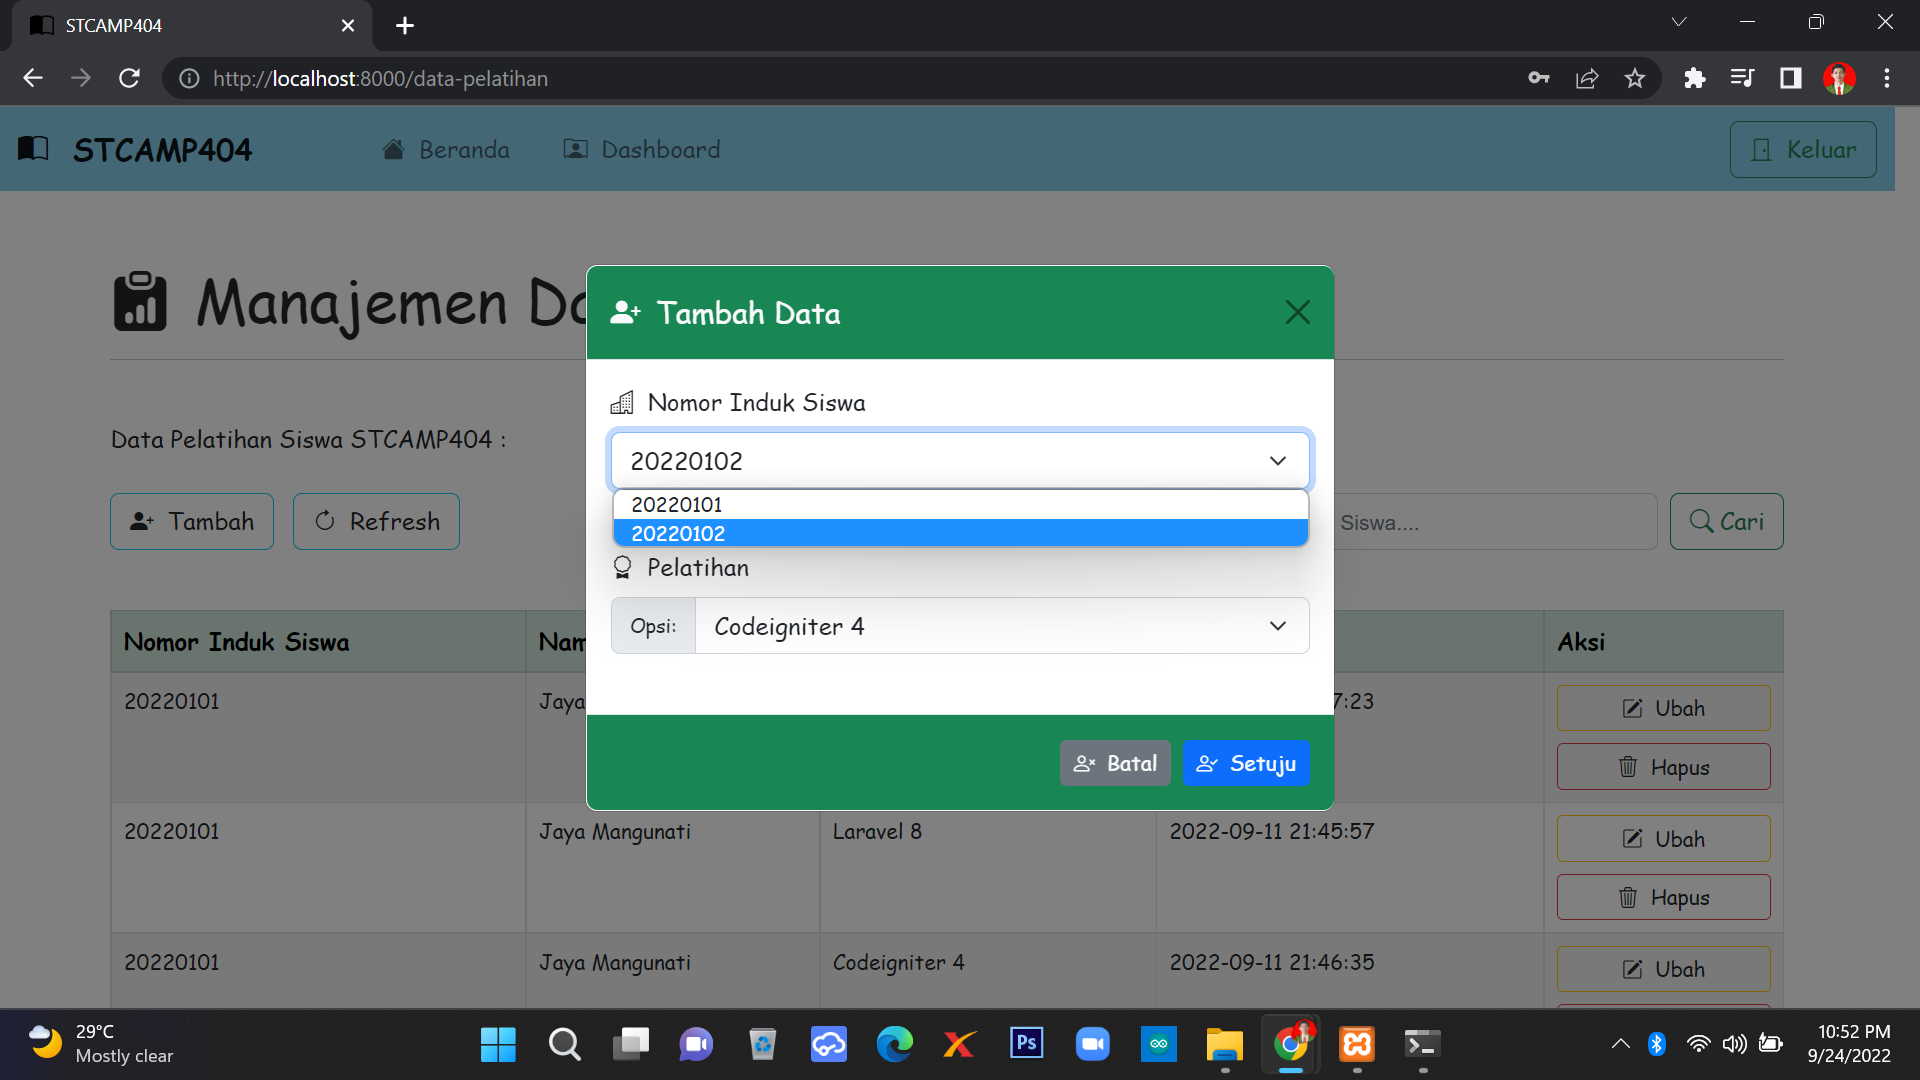 STCAMP404
http://localhost:8000/data-pelatihan
STCAMP404 Beranda Dashboard Keluar
Manajemen
Data Pelatihan Siswa STCAMP404 :
Tambah Refresh Siswa.... Cari
Nomor Induk Siswa Aksi
20220101 Jaya 7:23 Ubah
Hapus
20220101 Jaya Mangunati Laravel 8 2022-09-11 21:45:57 Ubah
Hapus
20220101 Jaya Mangunati Codeigniter 4 2022-09-11 21:46:35 Ubah
Tambah Data
Nomor Induk Siswa
20220102
20220101
20220102
Pelatihan
Opsi: Codeigniter 4
Batal Setuju
29°C
Mostly clear
Ps
10:52 PM
9/24/2022